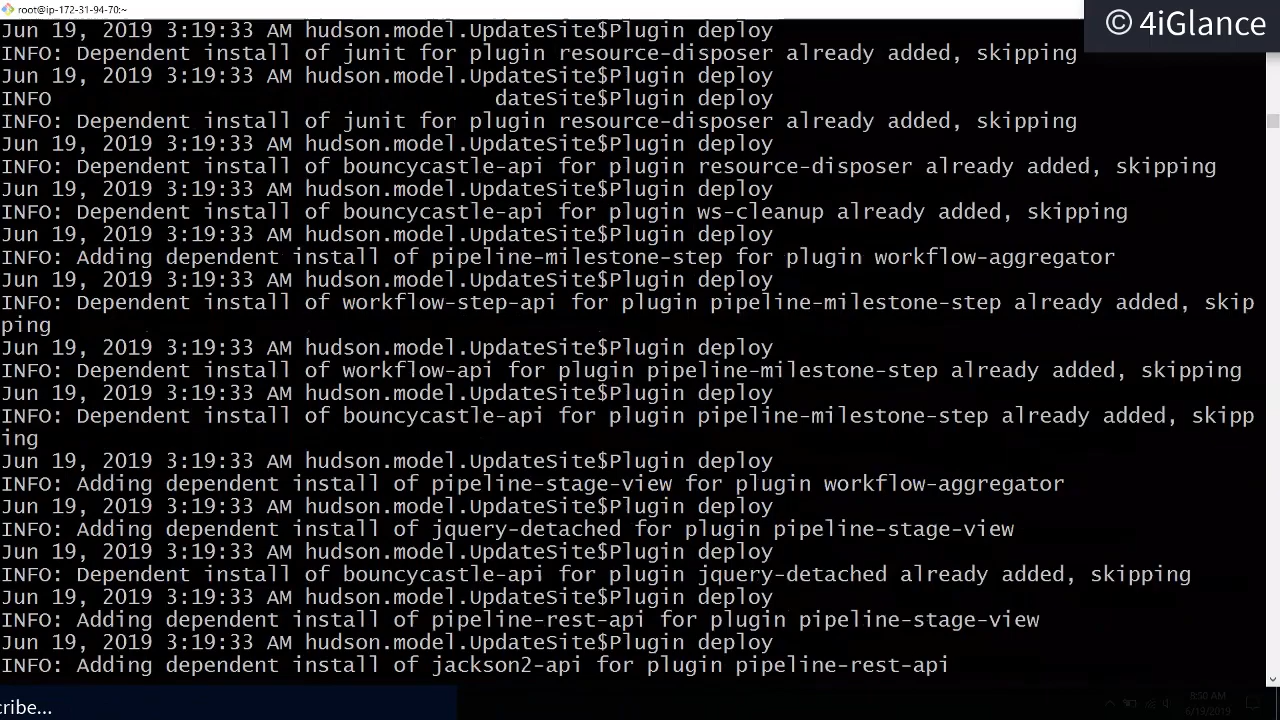 root@ip-172-31-94-70:~
© 4iGlance
Jun 19, 2019 3:19:33 AM hudson.model.UpdateSite$Plugin deploy
INFO: Dependent install of junit for plugin resource-disposer already added, skipping
Jun 19, 2019 3:19:33 AM hudson.model.UpdateSite$Plugin deploy
INFO dateSite$Plugin deploy
INFO: Dependent install of junit for plugin resource-disposer already added, skipping
Jun 19, 2019 3:19:33 AM hudson.model.UpdateSite$Plugin deploy
INFO: Dependent install of bouncycastle-api for plugin resource-disposer already added, skipping
Jun 19, 2019 3:19:33 AM hudson.model.UpdateSite$Plugin deploy
INFO: Dependent install of bouncycastle-api for plugin ws-cleanup already added, skipping
Jun 19, 2019 3:19:33 AM hudson.model.UpdateSite$Plugin deploy
INFO: Adding dependent install of pipeline-milestone-step for plugin workflow-aggregator
Jun 19, 2019 3:19:33 AM hudson.model.UpdateSite$Plugin deploy
INFO: Dependent install of workflow-step-api for plugin pipeline-milestone-step already added, skip
ping
Jun 19, 2019 3:19:33 AM hudson.model.UpdateSite$Plugin deploy
INFO: Dependent install of workflow-api for plugin pipeline-milestone-step already added, skipping
Jun 19, 2019 3:19:33 AM hudson.model.UpdateSite$Plugin deploy
INFO: Dependent install of bouncycastle-api for plugin pipeline-milestone-step already added, skipp
ing
Jun 19, 2019 3:19:33 AM hudson.model.UpdateSite$Plugin deploy
INFO: Adding dependent install of pipeline-stage-view for plugin workflow-aggregator
Jun 19, 2019 3:19:33 AM hudson.model.UpdateSite$Plugin deploy
INFO: Adding dependent install of jquery-detached for plugin pipeline-stage-view
Jun 19, 2019 3:19:33 AM hudson.model.UpdateSite$Plugin deploy
INFO: Dependent install of bouncycastle-api for plugin jquery-detached already added, skipping
Jun 19, 2019 3:19:33 AM hudson.model.UpdateSite$Plugin deploy
INFO: Adding dependent install of pipeline-rest-api for plugin pipeline-stage-view
Jun 19, 2019 3:19:33 AM hudson.model.UpdateSite$Plugin deploy
INFO: Adding dependent install of jackson2-api for plugin pipeline-rest-api
cribe...
8:50 AM
6/19/2019